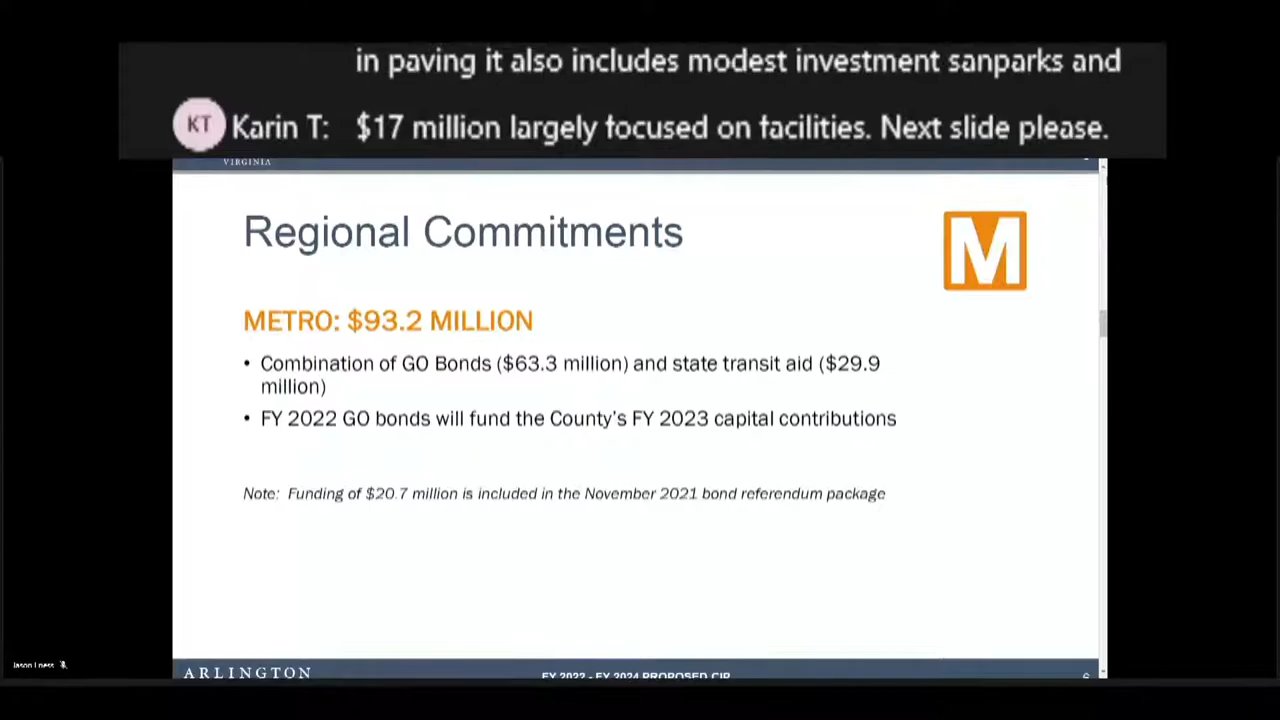 in paving it also includes modest investment sanparks and
KT Karin T: $17 million largely focused on facilities. Next slide please.
VIRGINIA
Regional Commitments
M
METRO: $93.2 MILLION
• Combination of GO Bonds ($63.3 million) and state transit aid ($29.9
million)
• FY 2022 GO bonds will fund the County's FY 2023 capital contributions
Note: Funding of $20.7 million is included in the November 2021 bond referendum package
ARLINGTON
FY 2022 - FY 2024 PROPOSED CIP
6